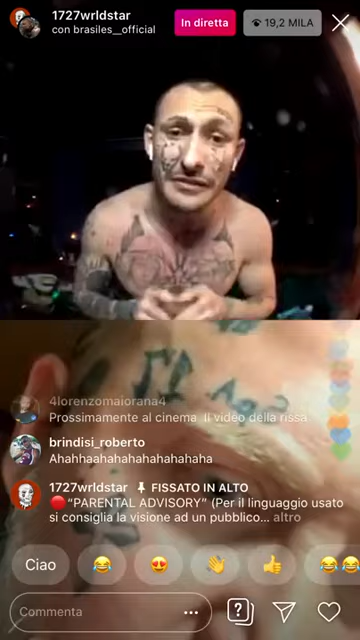 1727wrldstar
con brasiles__official
In diretta
19,2 MILA
4lorenzomaiorana4
Prossimamente al cinema Il video della rissa
brindisi_roberto
Ahahhaahahahahahahahaha
1727wrldstar FISSATO IN ALTO
🔴“PARENTAL ADVISORY” (Per il linguaggio usato
si consiglia la visione ad un pubblico... altro
Ciao
Commenta